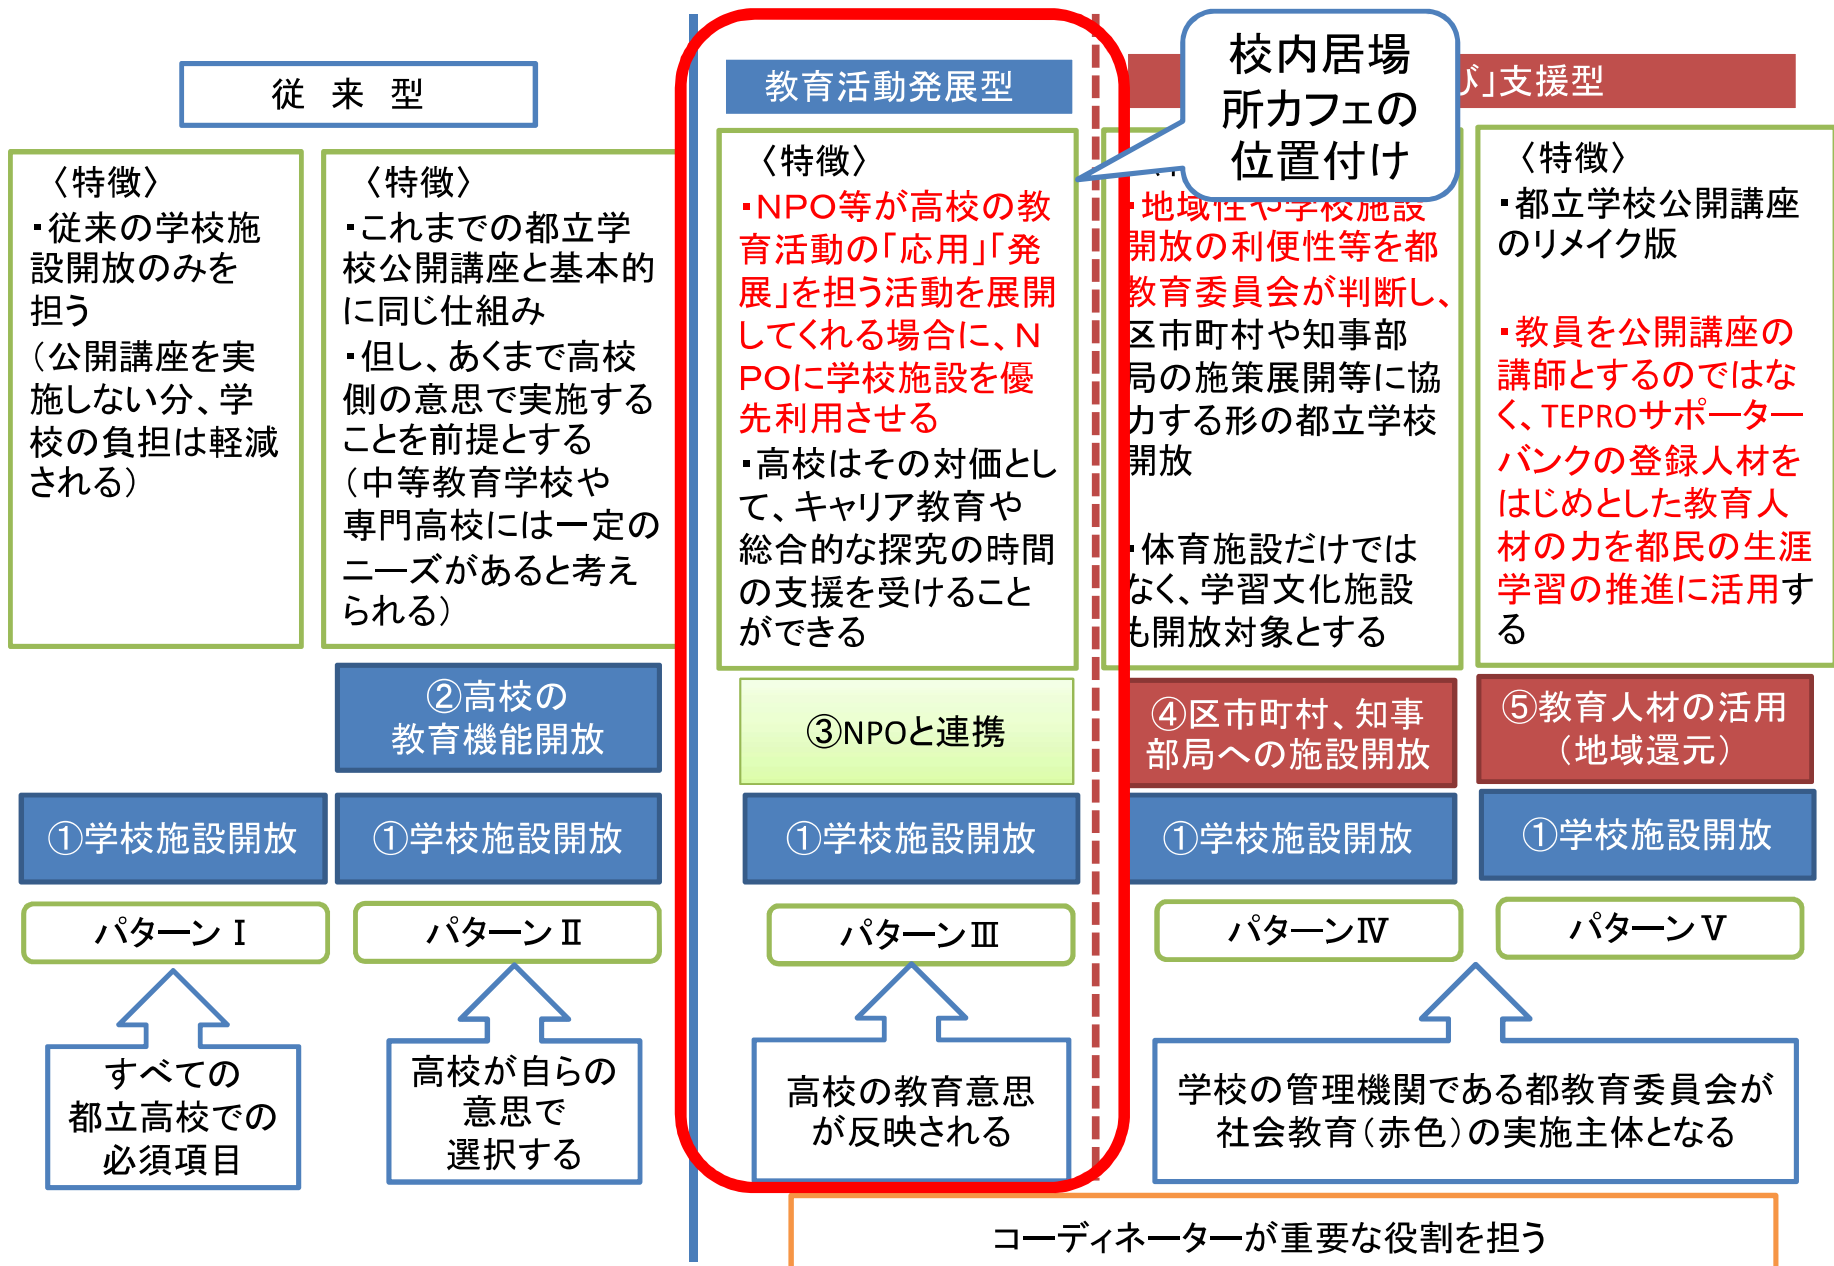 従 来 型
教育活動発展型
び」支援型
校内居場
所カフェの
位置付け
〈特徴〉
・従来の学校施
設開放のみを
担う
（公開講座を実
施しない分、学
校の負担は軽減
される）
〈特徴〉
・これまでの都立学
校公開講座と基本的
に同じ仕組み
・但し、あくまで高校
側の意思で実施する
ことを前提とする
（中等教育学校や
専門高校には一定の
ニーズがあると考え
られる）
〈特徴〉
・NPO等が高校の教
育活動の「応用」「発
展」を担う活動を展開
してくれる場合に、N
POに学校施設を優
先利用させる
・高校はその対価とし
て、キャリア教育や
総合的な探究の時間
の支援を受けること
ができる
・地域性や学校施設
開放の利便性等を都
教育委員会が判断し、
区市町村や知事部
局の施策展開等に協
力する形の都立学校
開放
・体育施設だけでは
なく、学習文化施設
も開放対象とする
〈特徴〉
・都立学校公開講座
のリメイク版
・教員を公開講座の
講師とするのではな
く、TEPROサポーター
バンクの登録人材を
はじめとした教育人
材の力を都民の生涯
学習の推進に活用す
る
②高校の
教育機能開放
③NPOと連携
④区市町村、知事
部局への施設開放
⑤教育人材の活用
（地域還元）
①学校施設開放
①学校施設開放
①学校施設開放
①学校施設開放
①学校施設開放
パターンⅠ
パターンⅡ
パターンⅢ
パターンⅣ
パターンⅤ
すべての
都立高校での
必須項目
高校が自らの
意思で
選択する
高校の教育意思
が反映される
学校の管理機関である都教育委員会が
社会教育（赤色）の実施主体となる
コーディネーターが重要な役割を担う